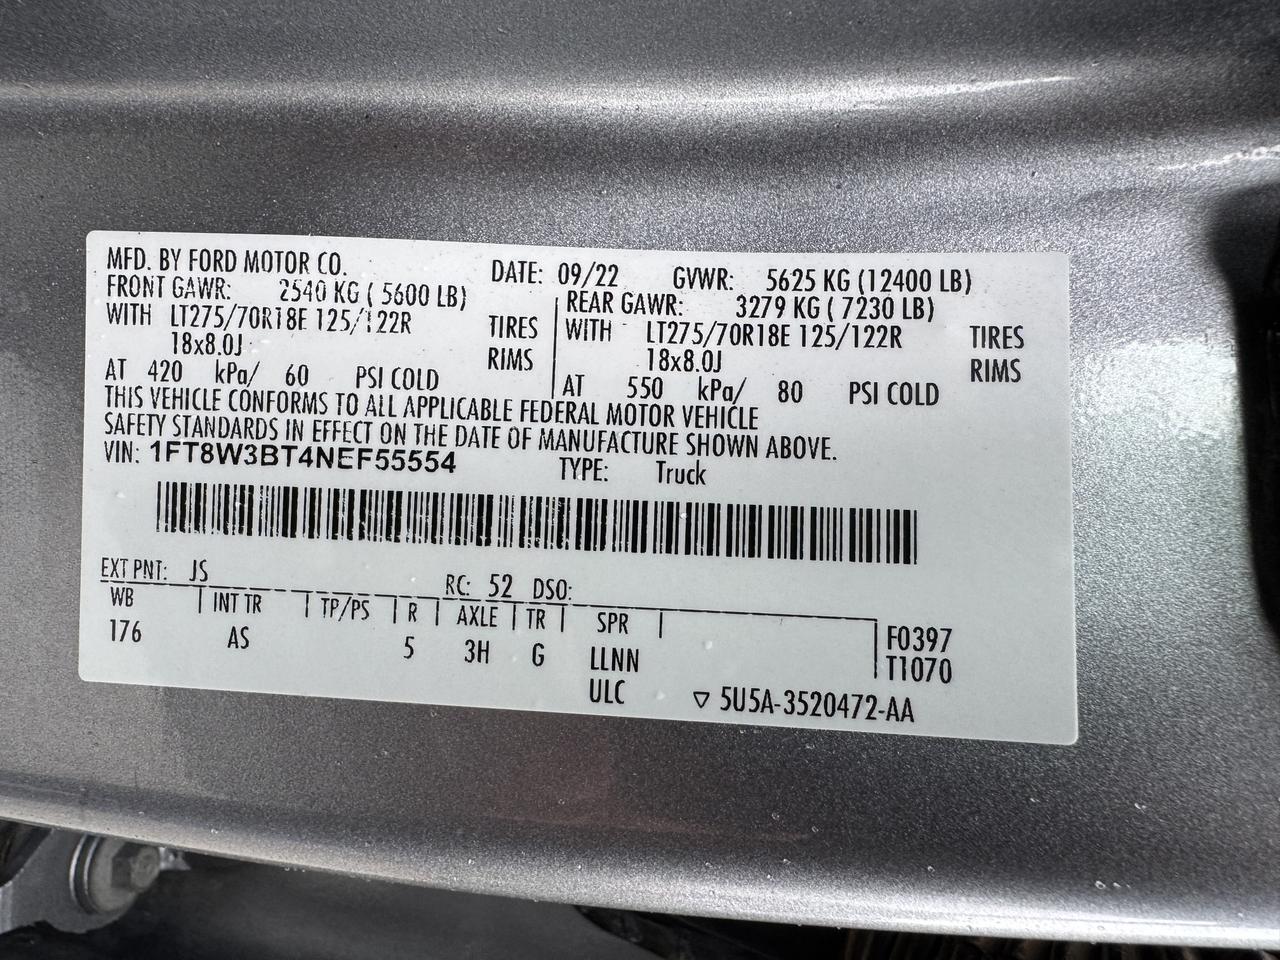 MFD. BY FORD MOTOR CO. DATE: 09/22 GVWR: 5625 KG (12400 LB)
FRONT GAWR: 2540 KG ( 5600 LB) REAR GAWR: 3279 KG ( 7230 LB)
WITH LT275/70R18E 125/122R TIRES WITH LT275/70R18E 125/122R TIRES
18x8.0J RIMS 18x8.0J RIMS
AT 420 kPa/ 60 PSI COLD AT 550 kPa/ 80 PSI COLD
THIS VEHICLE CONFORMS TO ALL APPLICABLE FEDERAL MOTOR VEHICLE
SAFETY STANDARDS IN EFFECT ON THE DATE OF MANUFACTURE SHOWN ABOVE.
VIN: 1FT8W3BT4NEF55554 TYPE: Truck
EXT PNT: JS RC: 52 DSO:
WB INT TR TP/PS R AXLE TR SPR
176 AS 5 3H G LLNN
ULC
F0397
T1070
▽ 5U5A-3520472-AA